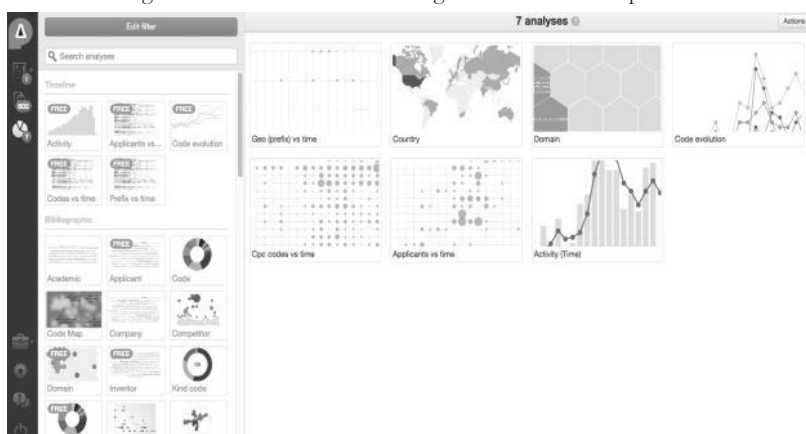 Edit filter
7 analyses
Actions
Search analyses
Timeline
FREE
FREE
FREE
Activity
Applicants vs...
Code evolution
FREE
FREE
Codes vs time
Prefix vs time
Bibliographic
FREE
Academic
Applicant
Code
FREE
Code Map
Company
Competitor
FREE
FREE
Domain
Inventor
Kind code
FREE
Geo (prefix) vs time
Country
Domain
Code evolution
Cpc codes vs time
Applicants vs time
Activity (Time)
502
7